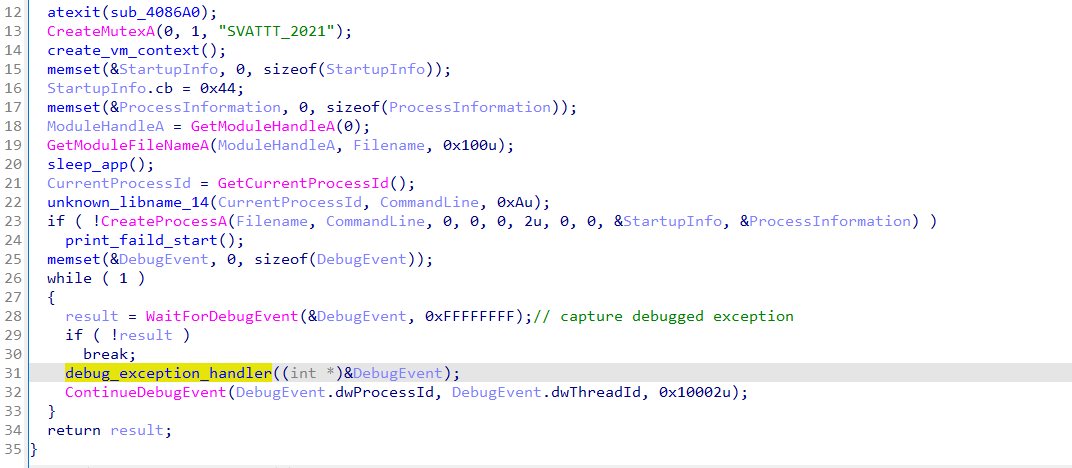 12 atexit(sub_4086A0);
13 CreateMutexA(0, 1, "SVATTT_2021");
14 create_vm_context();
15 memset(&StartupInfo, 0, sizeof(StartupInfo));
16 StartupInfo.cb = 0x44;
17 memset(&ProcessInformation, 0, sizeof(ProcessInformation));
18 ModuleHandleA = GetModuleHandleA(0);
19 GetModuleFileNameA(ModuleHandleA, Filename, 0x100u);
20 sleep_app();
21 CurrentProcessId = GetCurrentProcessId();
22 unknown_libname_14(CurrentProcessId, CommandLine, 0xAu);
23 if ( !CreateProcessA(Filename, CommandLine, 0, 0, 0, 2u, 0, 0, &StartupInfo, &ProcessInformation) )
24 print_faild_start();
25 memset(&DebugEvent, 0, sizeof(DebugEvent));
26 while ( 1 )
27 {
28 result = WaitForDebugEvent(&DebugEvent, 0xFFFFFFFF);// capture debugged exception
29 if ( !result )
30 break;
31 debug_exception_handler((int *)&DebugEvent);
32 ContinueDebugEvent(DebugEvent.dwProcessId, DebugEvent.dwThreadId, 0x10002u);
33 }
34 return result;
35 }